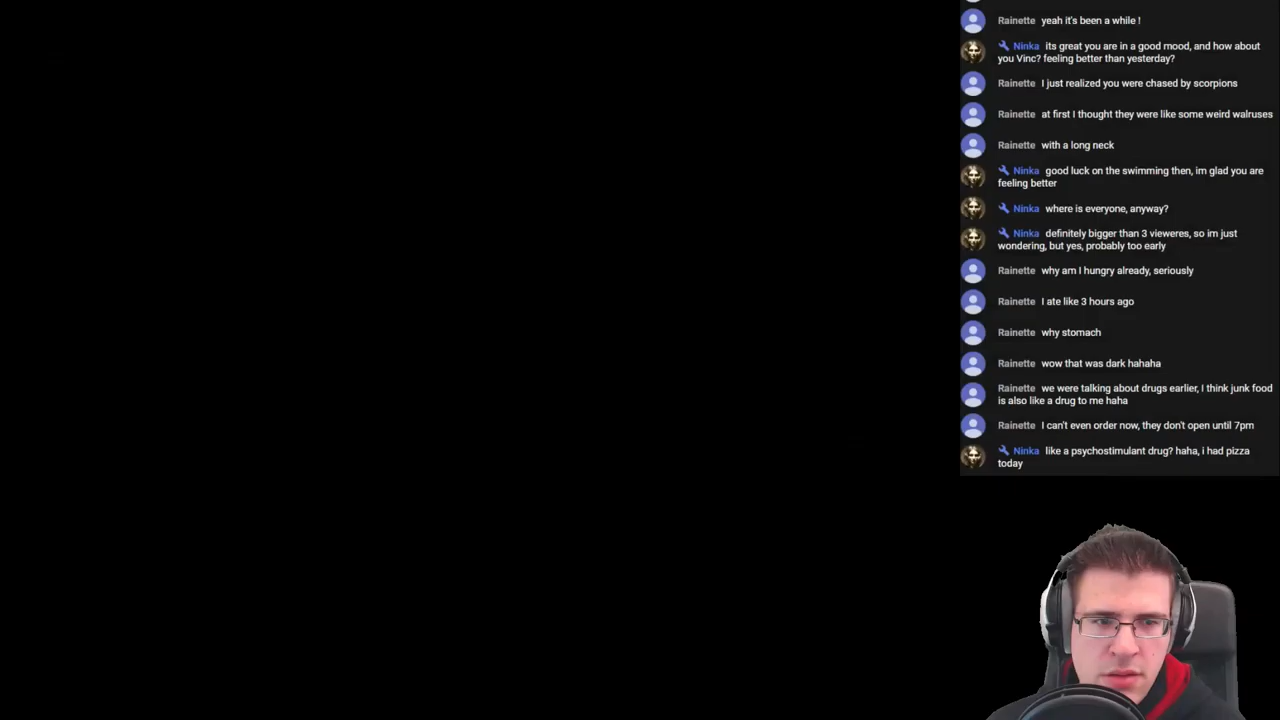 Rainette yeah it's been a while !
Ninka its great you are in a good mood, and how about
you Vinc? feeling better than yesterday?
Rainette I just realized you were chased by scorpions
Rainette at first I thought they were like some weird walruses
Rainette with a long neck
Ninka good luck on the swimming then, im glad you are
feeling better
Ninka where is everyone, anyway?
Ninka definitely bigger than 3 vieweres, so im just
wondering, but yes, probably too early
Rainette why am I hungry already, seriously
Rainette I ate like 3 hours ago
Rainette why stomach
Rainette wow that was dark hahaha
Rainette we were talking about drugs earlier, I think junk food
is also like a drug to me haha
Rainette I can't even order now, they don't open until 7pm
Ninka like a psychostimulant drug? haha, i had pizza
today